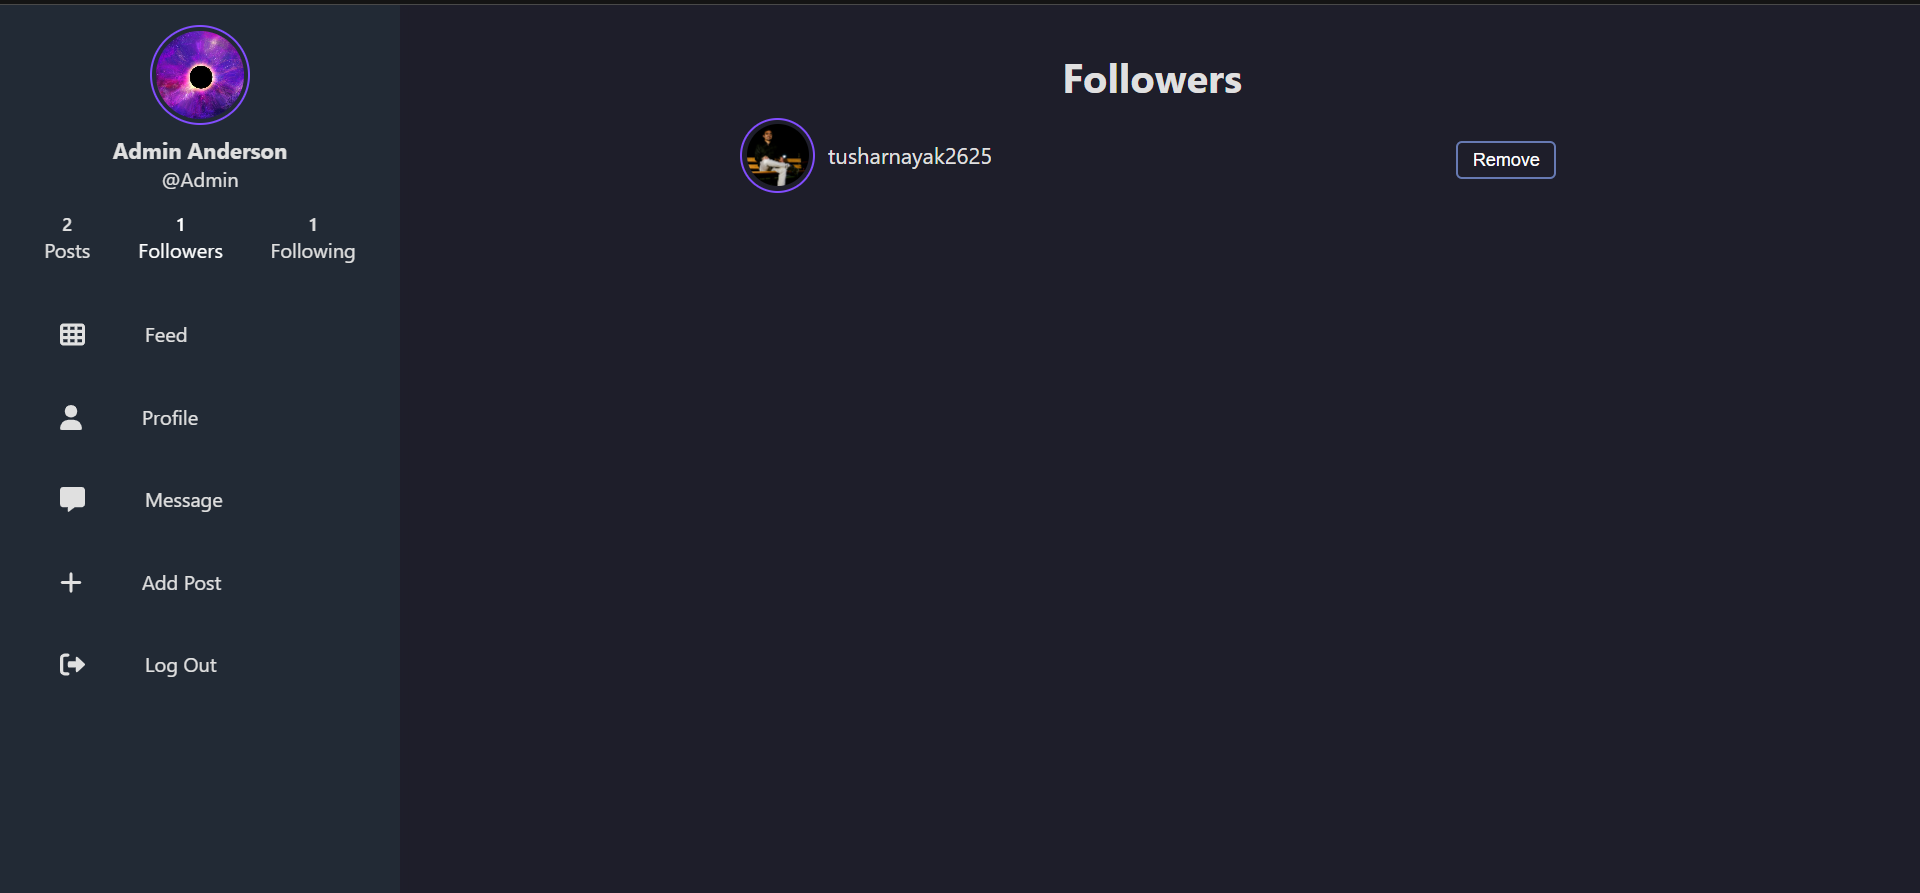 Admin Anderson
@Admin
2 1 1
Posts Followers Following
Feed
Profile
Message
Add Post
Log Out
Followers
tusharnayak2625 Remove